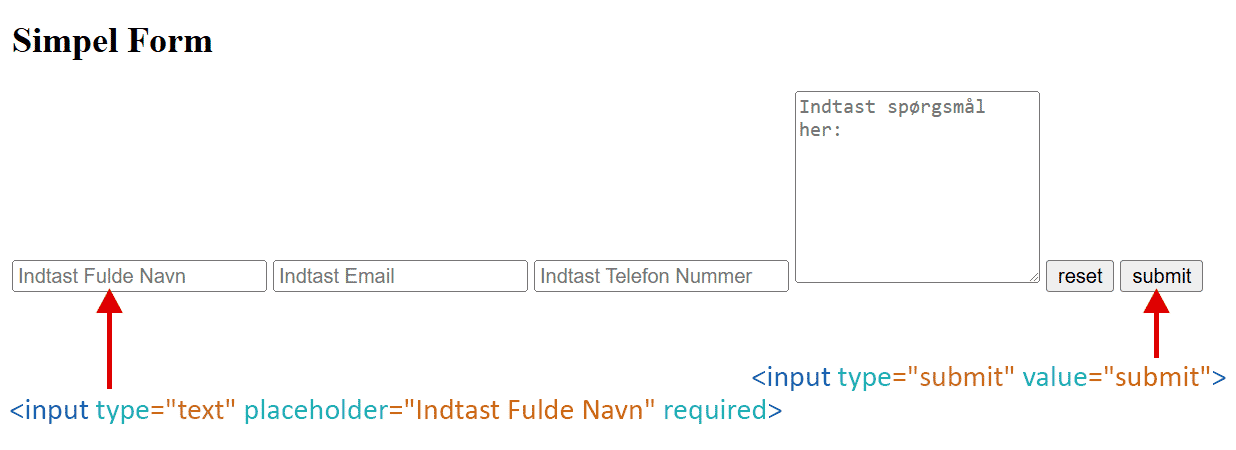 Simpel Form
Indtast spørgsmål
her:
Indtast Fulde Navn
Indtast Email
Indtast Telefon Nummer
reset
submit
<input type="submit" value="submit">
<input type="text" placeholder="Indtast Fulde Navn" required>